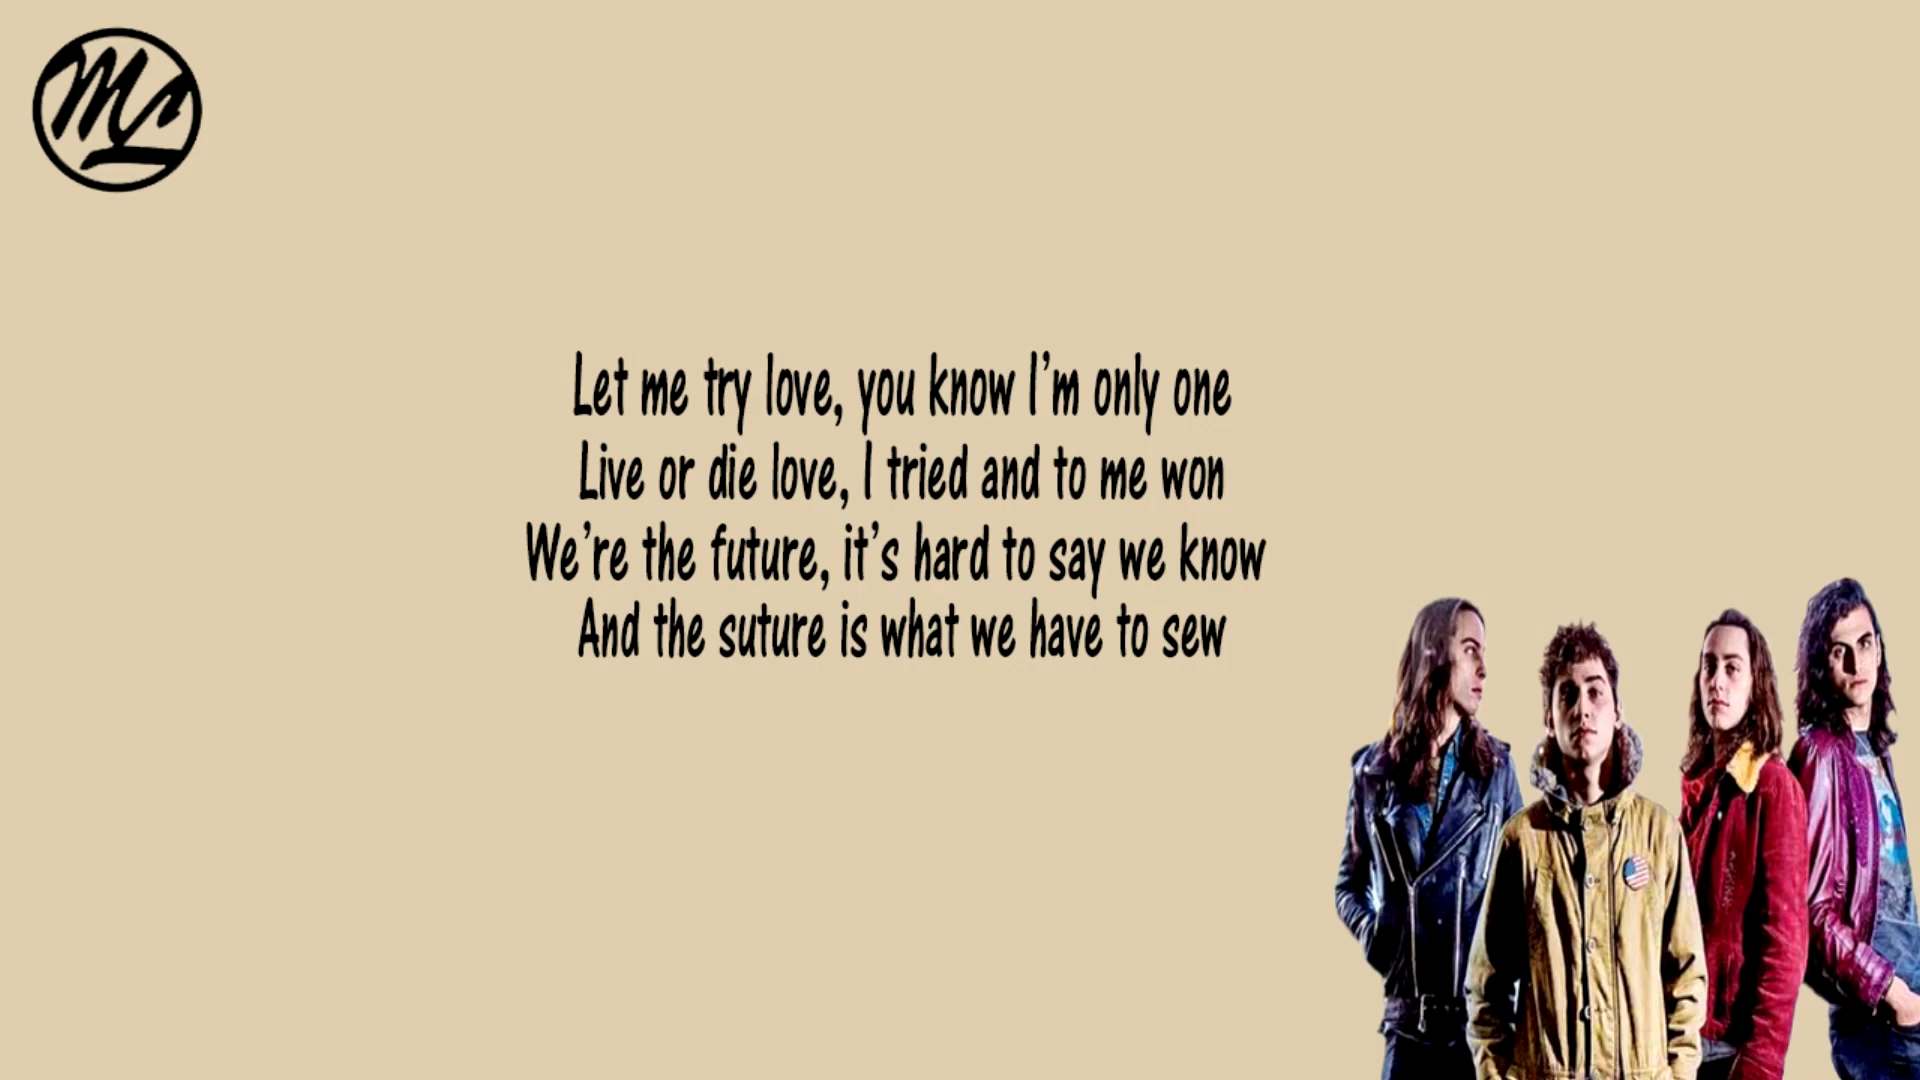 Let me try love, you know I'm only one
Live or die love, I tried and to me won
We're the future, it's hard to say we know
And the suture is what we have to sew